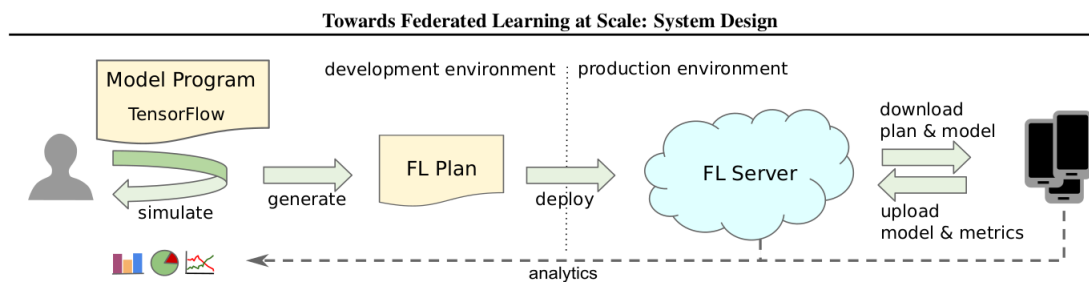 Towards Federated Learning at Scale: System Design
development environment
production environment
Model Program
TensorFlow
simulate
generate
FL Plan
deploy
FL Server
download
plan & model
upload
model & metrics
analytics